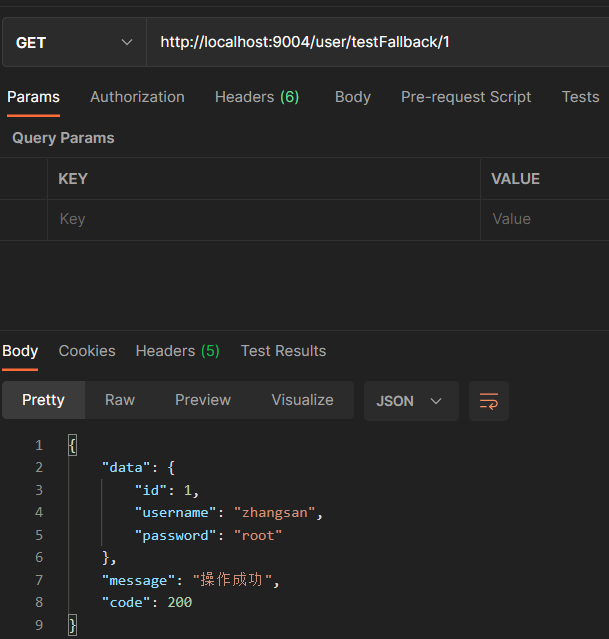 GET http://localhost:9004/user/testFallback/1
Params Authorization Headers (6) Body Pre-request Script Tests
Query Params
KEY VALUE
Key Value
Body Cookies Headers (5) Test Results
Pretty Raw Preview Visualize JSON
1 {
2 "data": {
3 "id": 1,
4 "username": "zhangsan",
5 "password": "root"
6 },
7 "message": "操作成功",
8 "code": 200
9 }